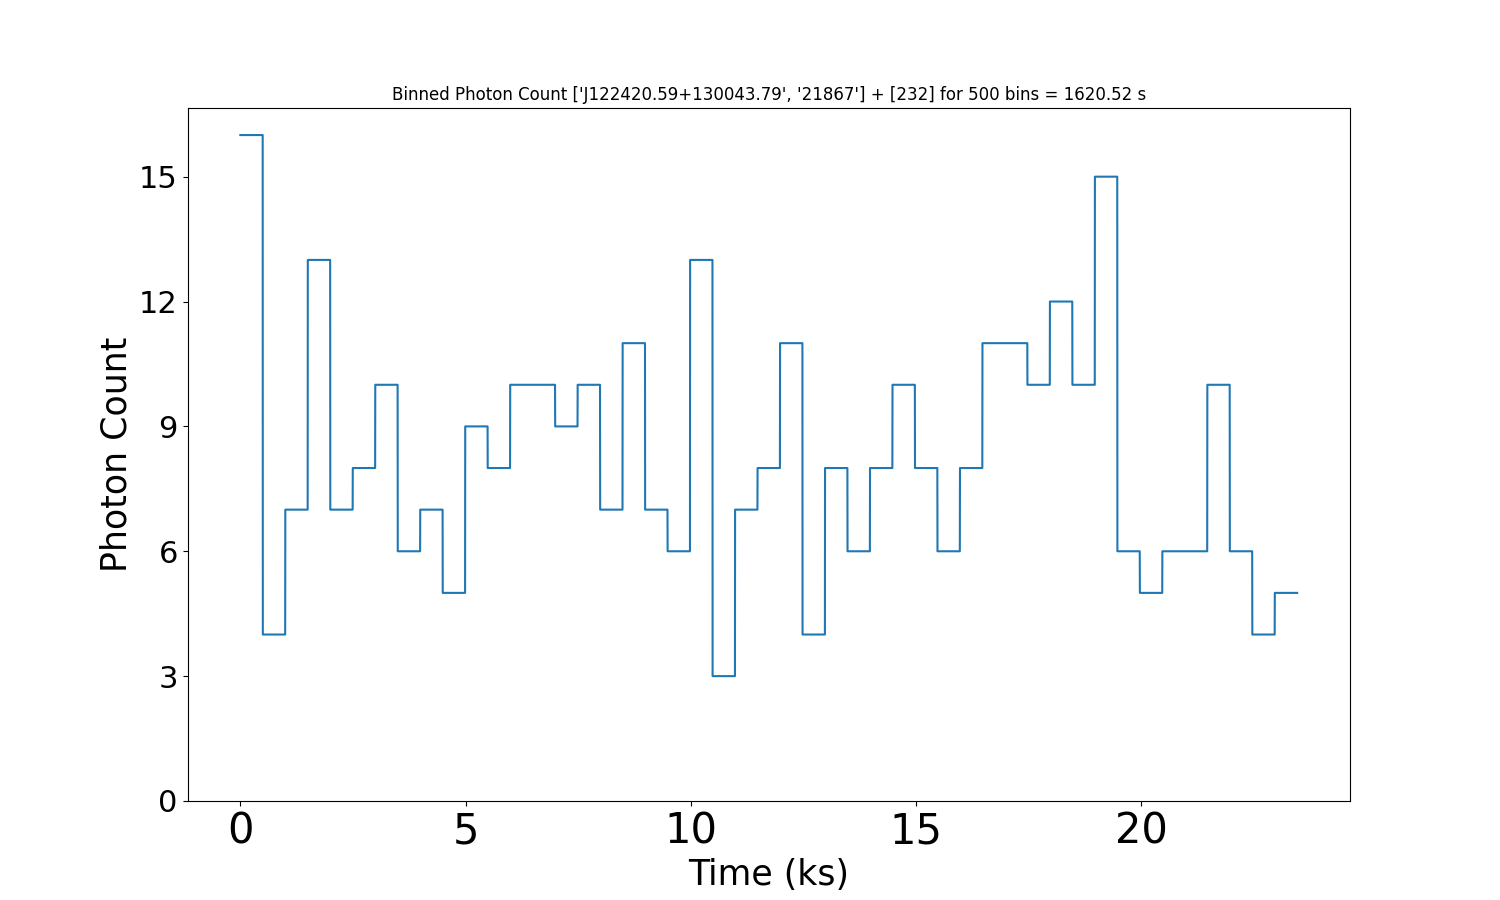 Binned Photon Count ['J122420.59+130043.79', '21867'] + [232] for 500 bins = 1620.52 s
15
12
9
6
3
0
Photon Count
0 5 10 15 20
Time (ks)